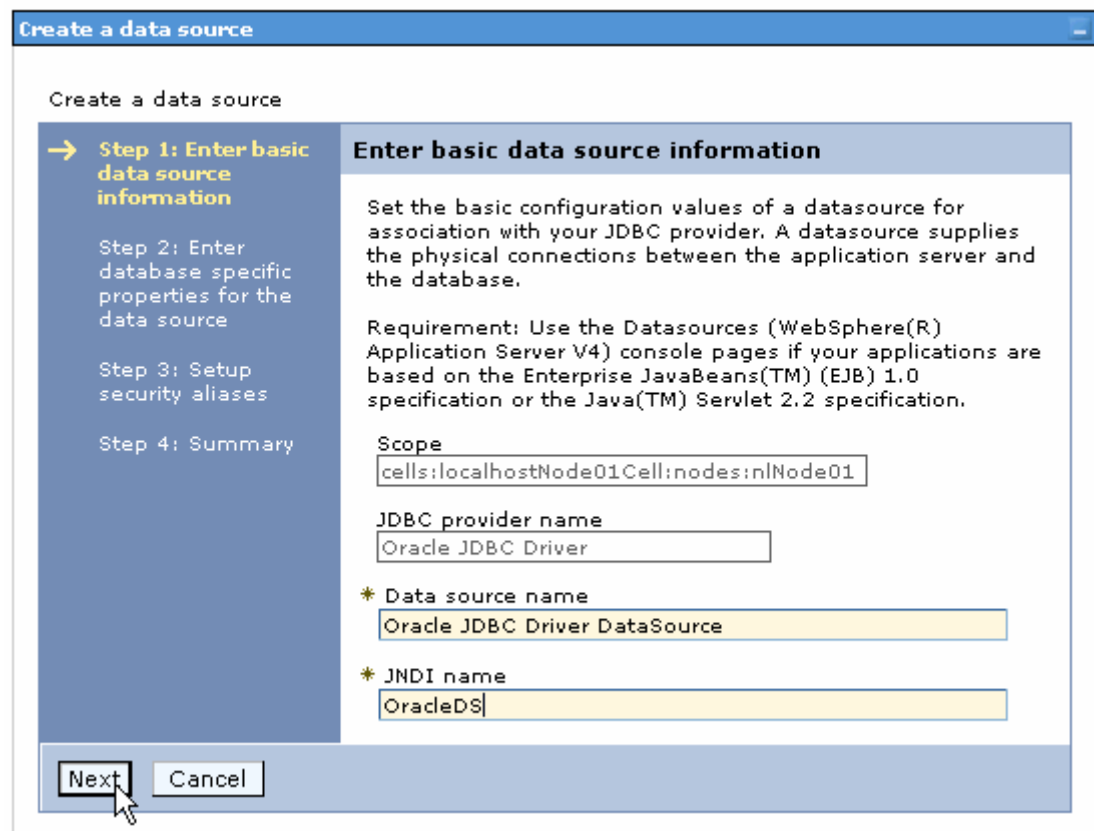 Create a data source
Create a data source
Step 1: Enter basic
data source
information
Step 2: Enter
database specific
properties for the
data source
Step 3: Setup
security aliases
Step 4: Summary
Enter basic data source information
Set the basic configuration values of a datasource for
association with your JDBC provider. A datasource supplies
the physical connections between the application server and
the database.
Requirement: Use the Datasources (WebSphere(R)
Application Server V4) console pages if your applications are
based on the Enterprise JavaBeans(TM) (EJB) 1.0
specification or the Java(TM) Servlet 2.2 specification.
Scope
cells:localhostNode01Cell:nodes:nlNode01
JDBC provider name
Oracle JDBC Driver
* Data source name
Oracle JDBC Driver DataSource
* JNDI name
OracleDS
Next Cancel